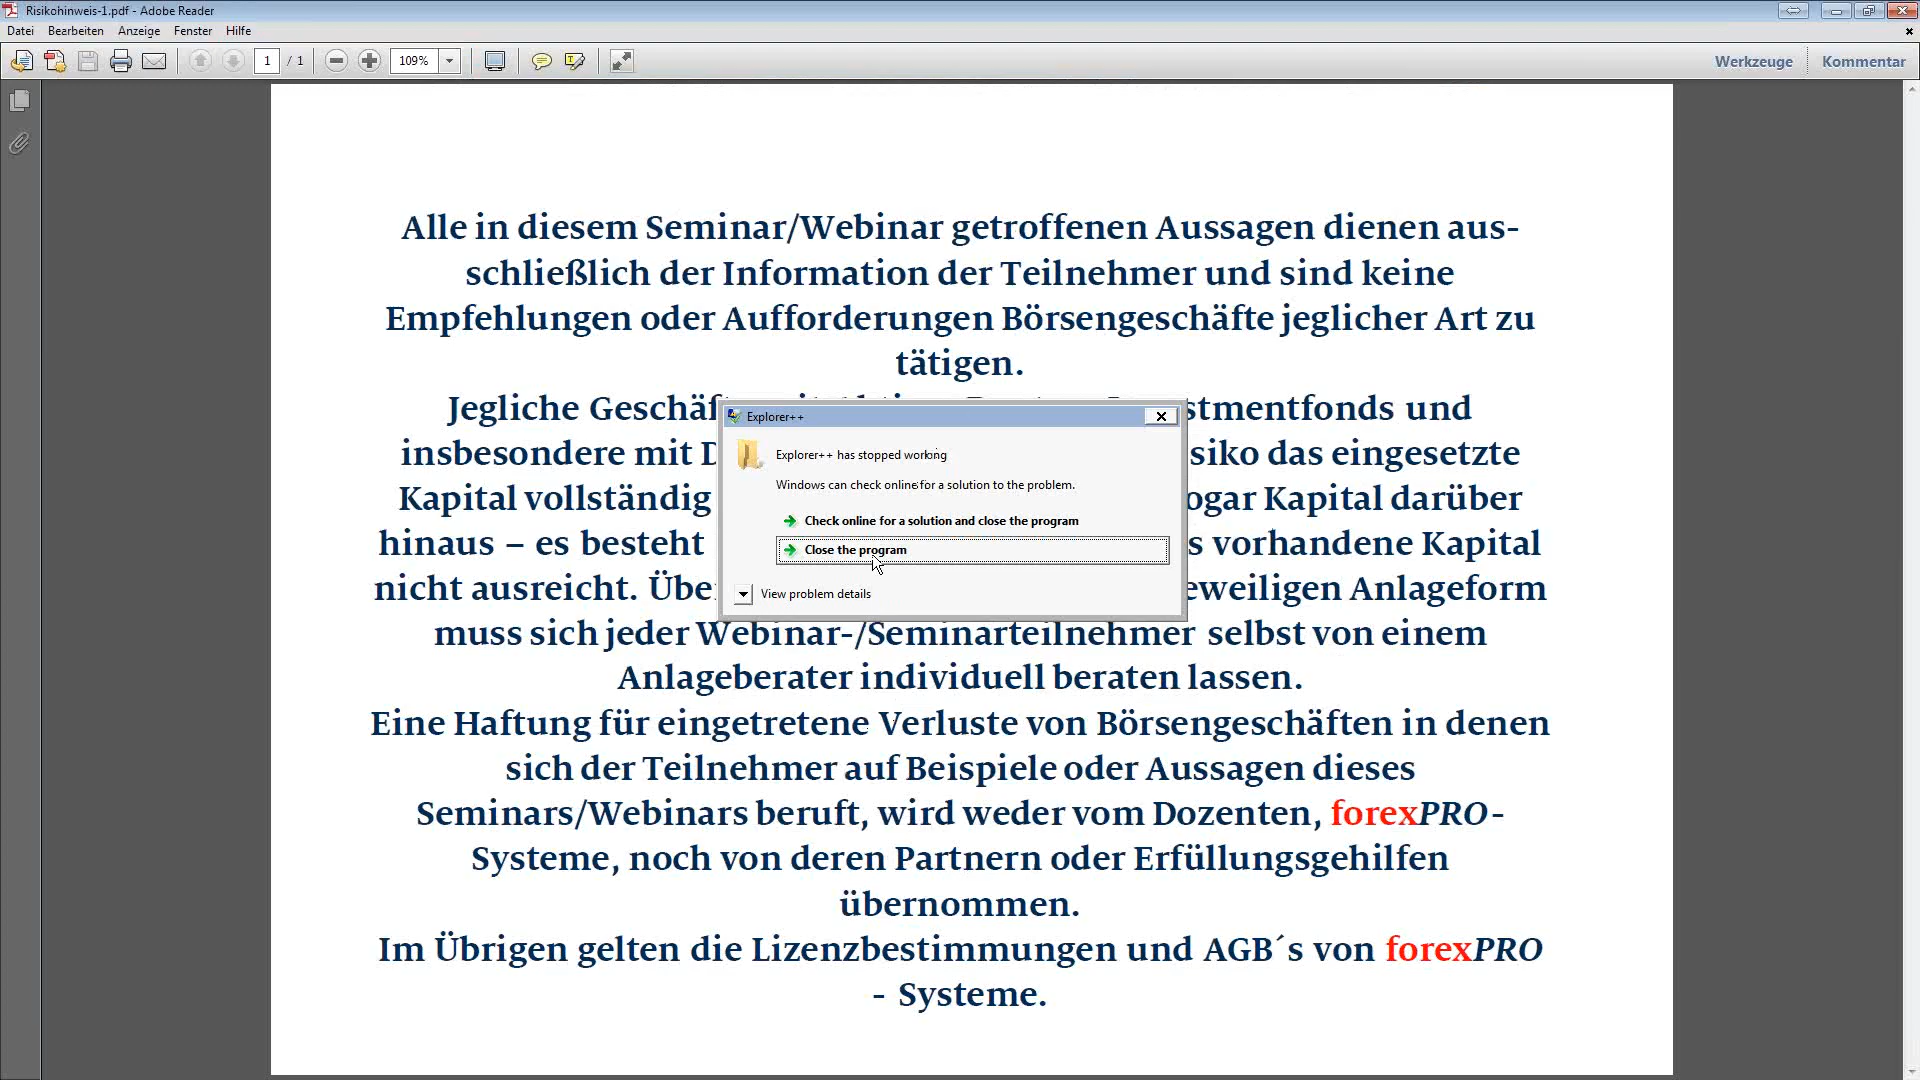 Risikohinweis-1.pdf - Adobe Reader
Datei Bearbeiten Anzeige Fenster Hilfe
1 / 1 109% Werkzeuge Kommentar
Alle in diesem Seminar/Webinar getroffenen Aussagen dienen aus-
schließlich der Information der Teilnehmer und sind keine
Empfehlungen oder Aufforderungen Börsengeschäfte jeglicher Art zu
tätigen.
Jegliche stmentfonds und
insbesondere mit siko das eingesetzte
Kapital vollständig ogar Kapital darüber
hinaus – es besteht s vorhandene Kapital
nicht ausreicht. Übe eweiligen Anlageform
muss sich jeder Webinar-/Seminarteilnehmer selbst von einem
Anlageberater individuell beraten lassen.
Eine Haftung für eingetretene Verluste von Börsengeschäften in denen
sich der Teilnehmer auf Beispiele oder Aussagen dieses
Seminars/Webinars beruft, wird weder vom Dozenten, forexPRO-
Systeme, noch von deren Partnern oder Erfüllungsgehilfen
übernommen.
Im Übrigen gelten die Lizenzbestimmungen und AGB´s von forexPRO
- Systeme.
Explorer++
Explorer++ has stopped working
Windows can check online for a solution to the problem.
Check online for a solution and close the program
Close the program
View problem details